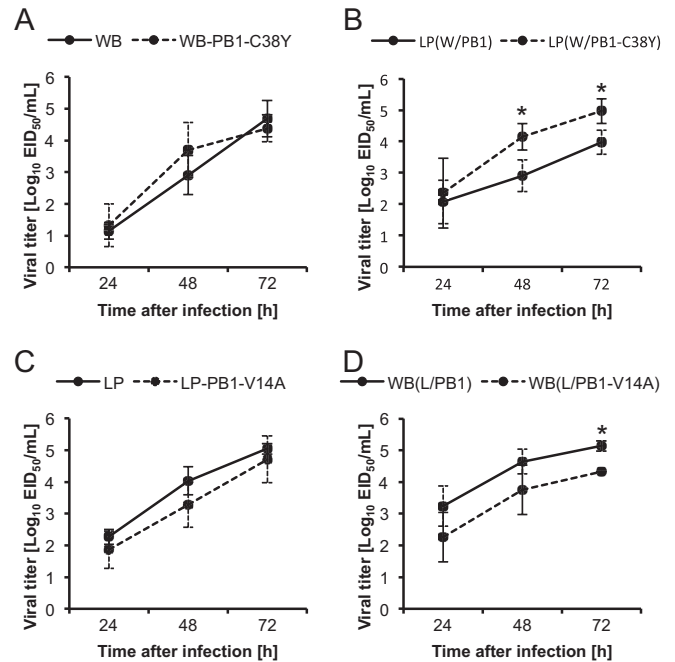 A
WB WB-PB1-C38Y
Viral titer [Log10 EID50/mL]
6
5
4
3
2
1
0
24 48 72
Time after infection [h]
B
LP(W/PB1) LP(W/PB1-C38Y)
Viral titer [Log10 EID50/mL]
6
5
4
3
2
1
0
* *
24 48 72
Time after infection [h]
C
LP LP-PB1-V14A
Viral titer [Log10 EID50/mL]
6
5
4
3
2
1
0
24 48 72
Time after infection [h]
D
WB(L/PB1) WB(L/PB1-V14A)
Viral titer [Log10 EID50/mL]
6
5
4
3
2
1
0
*
24 48 72
Time after infection [h]